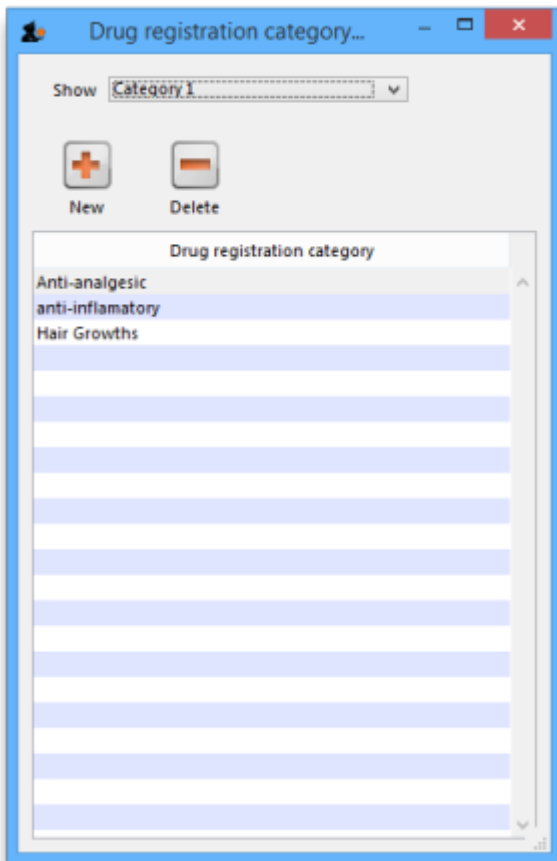 Drug registration category...
Show Category 1
New Delete
Drug registration category
Anti-analgesic
anti-inflamatory
Hair Growths